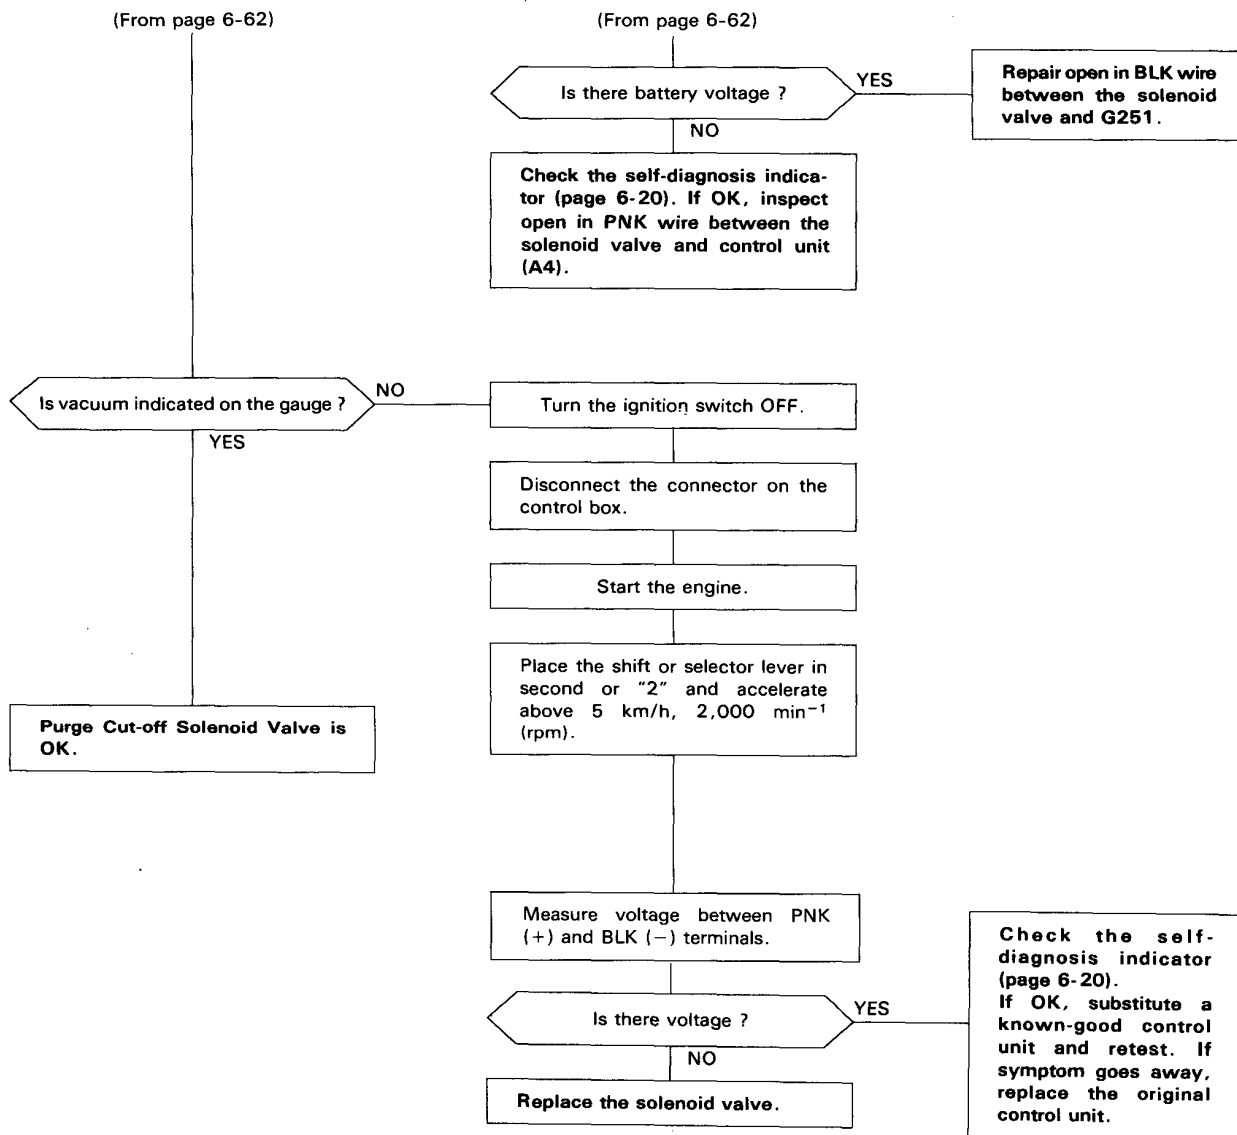 (From page 6-62)
(From page 6-62)
Is there battery voltage ?
YES
Repair open in BLK wire
between the solenoid
valve and G251.
NO
Check the self-diagnosis indica-
tor (page 6-20). If OK, inspect
open in PNK wire between the
solenoid valve and control unit
(A4).
Is vacuum indicated on the gauge ?
NO
Turn the ignition switch OFF.
YES
Disconnect the connector on the
control box.
Start the engine.
Place the shift or selector lever in
second or "2" and accelerate
above 5 km/h, 2,000 min⁻¹
(rpm).
Purge Cut-off Solenoid Valve is
OK.
Measure voltage between PNK
(+) and BLK (−) terminals.
Is there voltage ?
YES
Check the self-
diagnosis indicator
(page 6-20).
If OK, substitute a
known-good control
unit and retest. If
symptom goes away,
replace the original
control unit.
NO
Replace the solenoid valve.